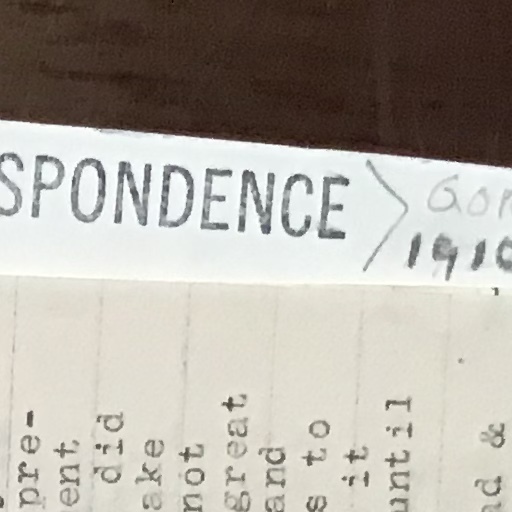 pre-
ent
did
ake
not
great
and
s to
it
until
ad &
SPONDENCE